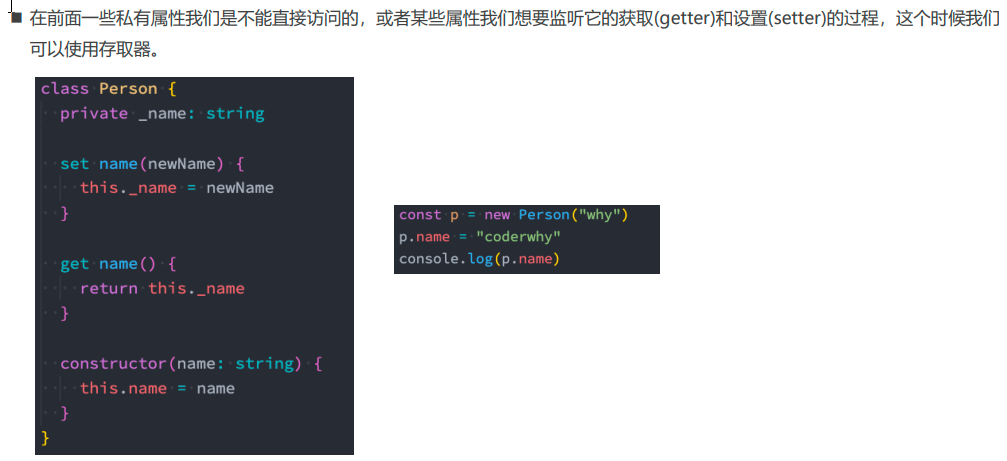 ■ 在前面一些私有属性我们是不能直接访问的，或者某些属性我们想要监听它的获取(getter)和设置(setter)的过程，这个时候我们
可以使用存取器。
class Person {
  private _name: string

  set name(newName) {
    this._name = newName
  }

  get name() {
    return this._name
  }

  constructor(name: string) {
    this.name = name
  }
}
const p = new Person("why")
p.name = "coderwhy"
console.log(p.name)